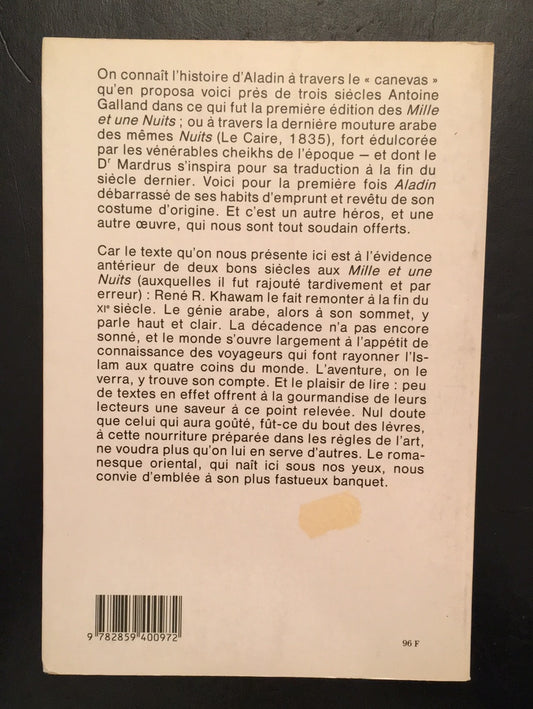 On connaît l'histoire d'Aladin à travers le « canevas »
qu'en proposa voici prés de trois siécles Antoine
Galland dans ce qui fut la premiére édition des Mille
et une Nuits ; ou à travers la derniére mouture arabe
des mêmes Nuits (Le Caire, 1835), fort édulcorée
par les vénérables cheikhs de l'époque — et dont le
Dr Mardrus s'inspira pour sa traduction à la fin du
siécle dernier. Voici pour la premiére fois Aladin
débarrassé de ses habits d'emprunt et revêtu de son
costume d'origine. Et c'est un autre héros, et une
autre œuvre, qui nous sont tout soudain offerts.
Car le texte qu'on nous présente ici est à l'évidence
antérieur de deux bons siécles aux Mille et une
Nuits (auxquelles il fut rajouté tardivement et par
erreur) : René R. Khawam le fait remonter à la fin du
XIe siécle. Le génie arabe, alors à son sommet, y
parle haut et clair. La décadence n'a pas encore
sonné, et le monde s'ouvre largement à l'appétit de
connaissance des voyageurs qui font rayonner l'Is-
lam aux quatre coins du monde. L'aventure, on le
verra, y trouve son compte. Et le plaisir de lire : peu
de textes en effet offrent à la gourmandise de leurs
lecteurs une saveur à ce point relevée. Nul doute
que celui qui aura goûté, fût-ce du bout des lévres,
à cette nourriture préparée dans les régles de l'art,
ne voudra plus qu'on lui en serve d'autres. Le roma-
nesque oriental, qui naît ici sous nos yeux, nous
convie d'emblée à son plus fastueux banquet.
9 782859 400972
96 F